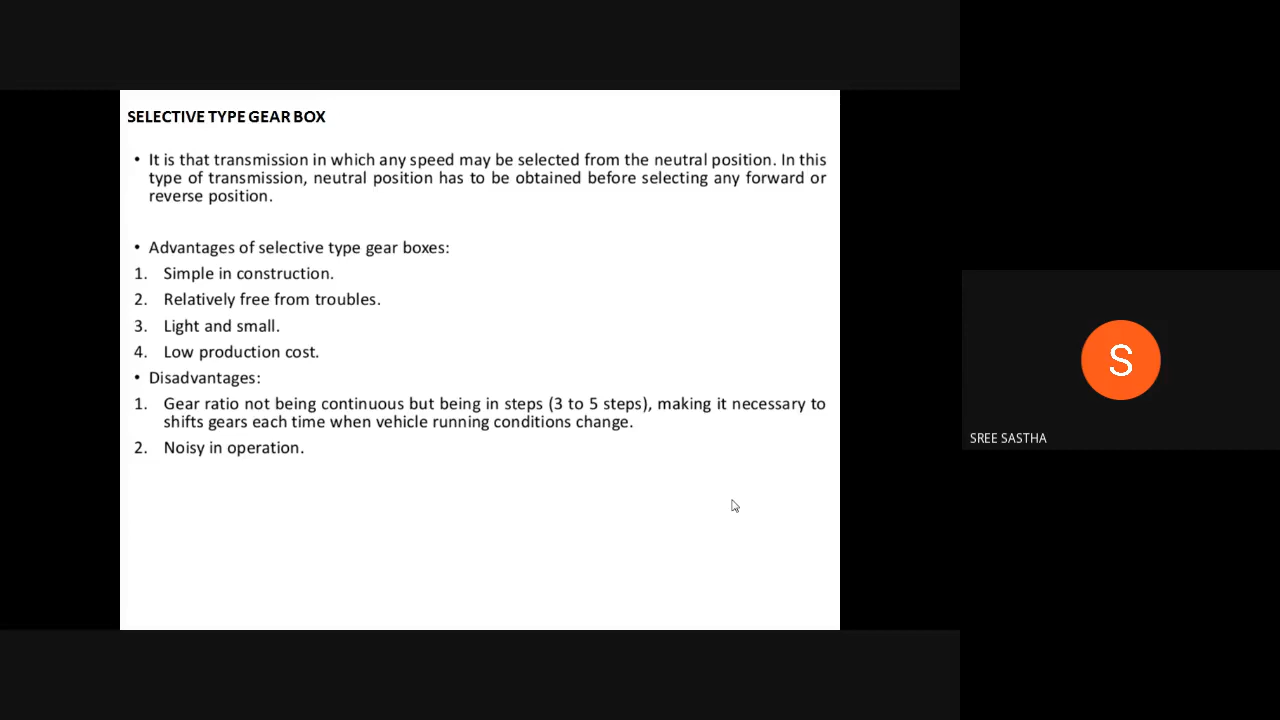 SELECTIVE TYPE GEAR BOX
• It is that transmission in which any speed may be selected from the neutral position. In this
type of transmission, neutral position has to be obtained before selecting any forward or
reverse position.
• Advantages of selective type gear boxes:
1. Simple in construction.
2. Relatively free from troubles.
3. Light and small.
4. Low production cost.
• Disadvantages:
1. Gear ratio not being continuous but being in steps (3 to 5 steps), making it necessary to
shifts gears each time when vehicle running conditions change.
2. Noisy in operation.
S
SREE SASTHA